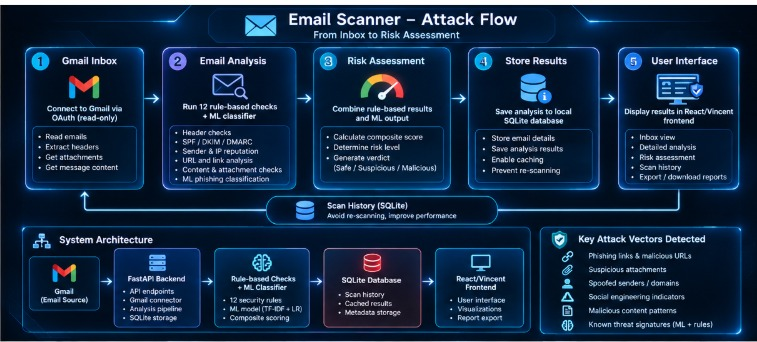 Email Scanner – Attack Flow
From Inbox to Risk Assessment
1
Gmail Inbox
Connect to Gmail via
OAuth (read-only)
• Read emails
• Extract headers
• Get attachments
• Get message content
2
Email Analysis
Run 12 rule-based checks
+ ML classifier
• Header checks
• SPF / DKIM / DMARC
• Sender & IP reputation
• URL and link analysis
• Content & attachment checks
• ML phishing classification
3
Risk Assessment
Combine rule-based results
and ML output
• Calculate composite score
• Determine risk level
• Generate verdict
(Safe / Suspicious / Malicious)
4
Store Results
Save analysis to local
SQLite database
• Store email details
• Save analysis results
• Enable caching
• Prevent re-scanning
5
User Interface
Display results in React/Vincent
frontend
• Inbox view
• Detailed analysis
• Risk assessment
• Scan history
• Export / download reports
Scan History (SQLite)
Avoid re-scanning, improve performance
System Architecture
Gmail
(Email Source)
FastAPI Backend
• API endpoints
• Gmail connector
• Analysis pipeline
• SQLite storage
Rule-based Checks
+ ML Classifier
• 12 security rules
• ML model (TF-IDF + LR)
• Composite scoring
SQLite Database
• Scan history
• Cached results
• Metadata storage
React/Vincent
Frontend
• User interface
• Visualizations
• Report export
Key Attack Vectors Detected
Phishing links & malicious URLs
Suspicious attachments
Spoofed senders / domains
Social engineering indicators
Malicious content patterns
Known threat signatures (ML + rules)